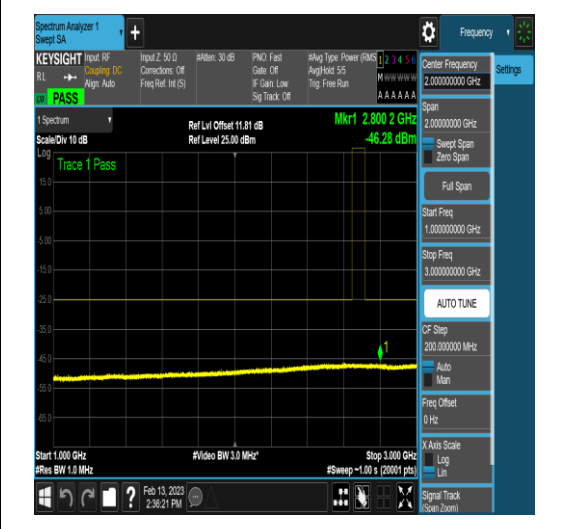 Spectrum Analyzer 1
Swept SA
+
Frequency
KEYSIGHT
RL
PASS
Input: RF
Coupling: DC
Align: Auto
Input Z: 50 Ω
Corrections: Off
Freq Ref: Int (S)
#Atten: 30 dB
PNO: Fast
Gate: Off
IF Gain: Low
Sig Track: Off
#Avg Type: Power (RMS
Avg|Hold: 5/5
Trig: Free Run
1 2 3 4 5 6
M w w w w w
A A A A A A
1 Spectrum
Scale/Div 10 dB
Ref Lvl Offset 11.81 dB
Ref Level 25.00 dBm
Mkr1 2.800 2 GHz
-46.28 dBm
Log
Trace 1 Pass
15.0
5.00
-5.00
-15.0
-25.0
-35.0
-45.0
-55.0
-65.0
1
Start 1.000 GHz
#Res BW 1.0 MHz
#Video BW 3.0 MHz*
Stop 3.000 GHz
#Sweep ~1.00 s (20001 pts)
Feb 13, 2023
2:36:21 PM
?
Center Frequency
2.000000000 GHz
Settings
Span
2.00000000 GHz
Swept Span
Zero Span
Full Span
Start Freq
1.000000000 GHz
Stop Freq
3.000000000 GHz
AUTO TUNE
CF Step
200.000000 MHz
Auto
Man
Freq Offset
0 Hz
X Axis Scale
Log
Lin
Signal Track
(Span Zoom)